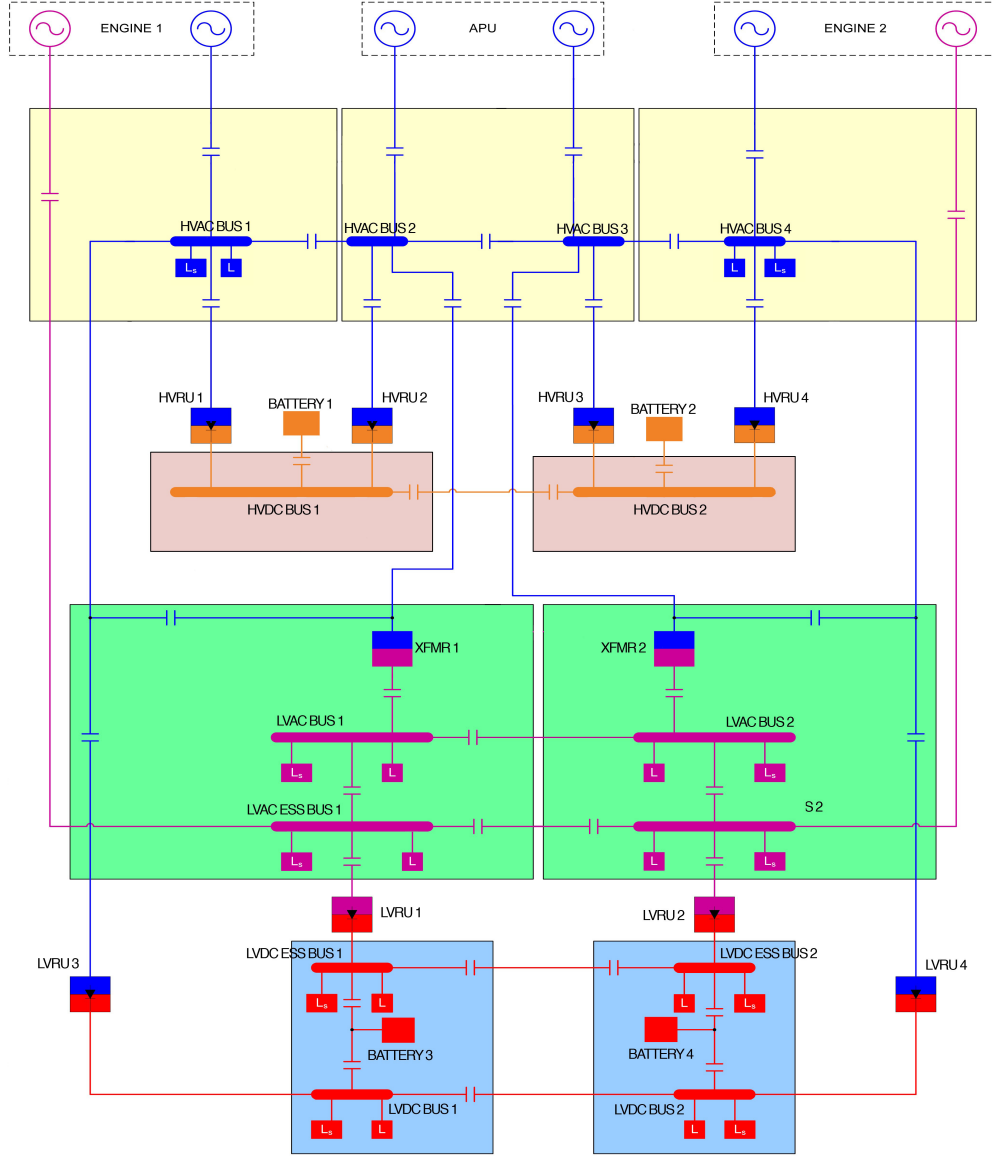 ENGINE 1
APU
ENGINE 2
HVAC BUS 1
HVAC BUS 2
HVAC BUS 3
HVAC BUS 4
Ls
L
L
Ls
HVRU 1
BATTERY 1
HVRU 2
HVRU 3
BATTERY 2
HVRU 4
HVDC BUS 1
HVDC BUS 2
XFMR 1
XFMR 2
LVAC BUS 1
LVAC BUS 2
Ls
L
L
Ls
LVAC ESS BUS 1
S 2
Ls
L
L
Ls
LVRU 1
LVRU 2
LVDC ESS BUS 1
LVDC ESS BUS 2
LVRU 3
LVRU 4
Ls
L
L
Ls
BATTERY 3
BATTERY 4
LVDC BUS 1
LVDC BUS 2
Ls
L
L
Ls